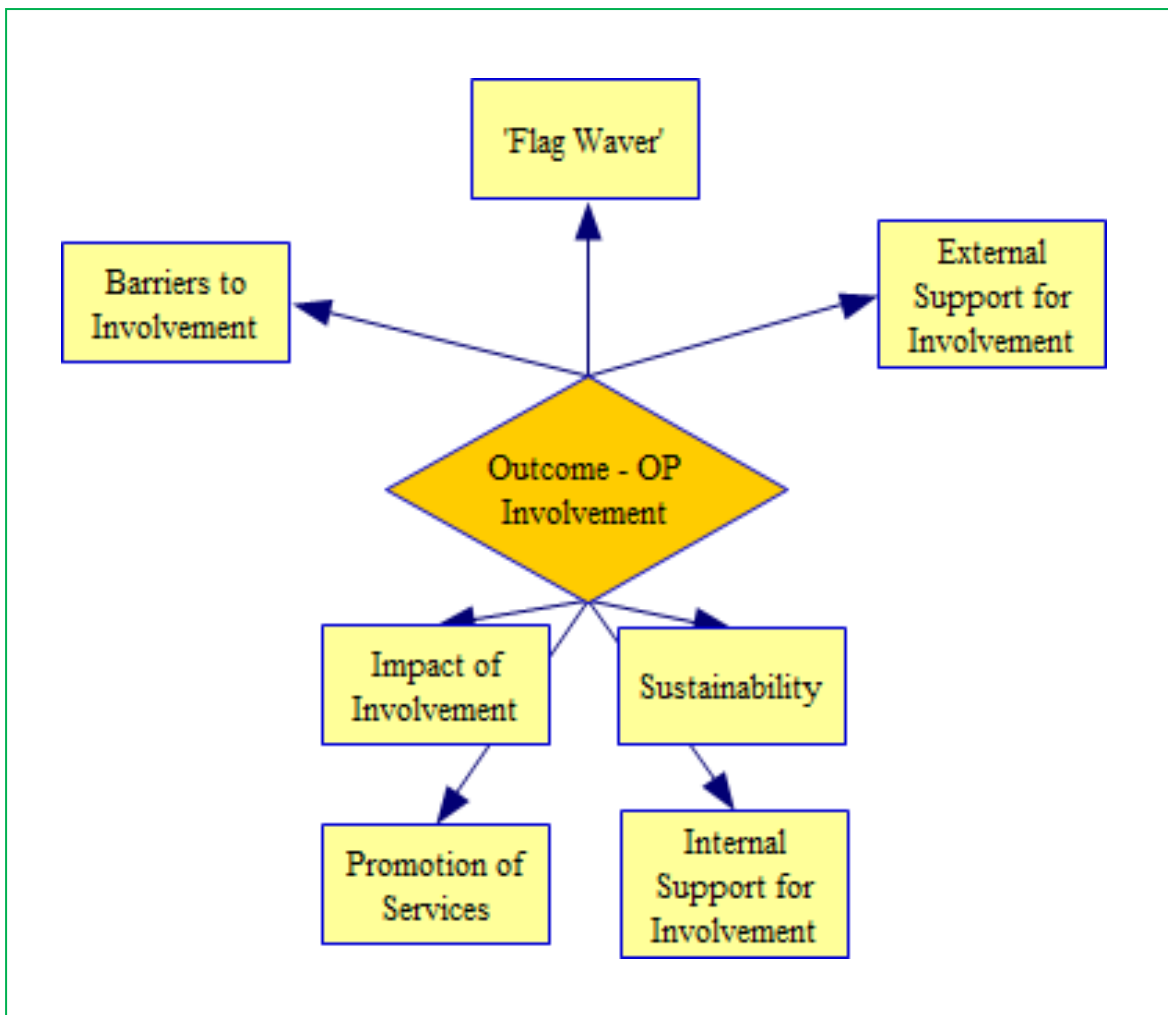 'Flag Waver'
Barriers to
Involvement
External
Support for
Involvement
Outcome - OP
Involvement
Impact of
Involvement
Sustainability
Promotion of
Services
Internal
Support for
Involvement